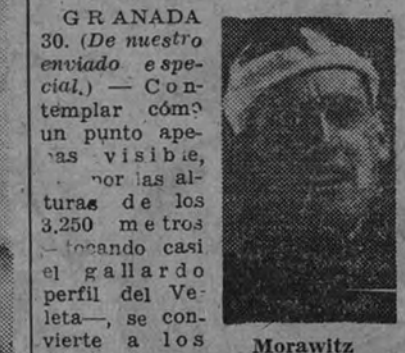 GRANADA
30. (De nuestro
enviado espe-
cial.) — Con-
templar cóm?
un punto ape-
nas visible,
por las al-
turas de los
3.250 metros
— tocando casi
el gallardo
perfil del Ve-
leta—, se con-
vierte a los
Morawitz